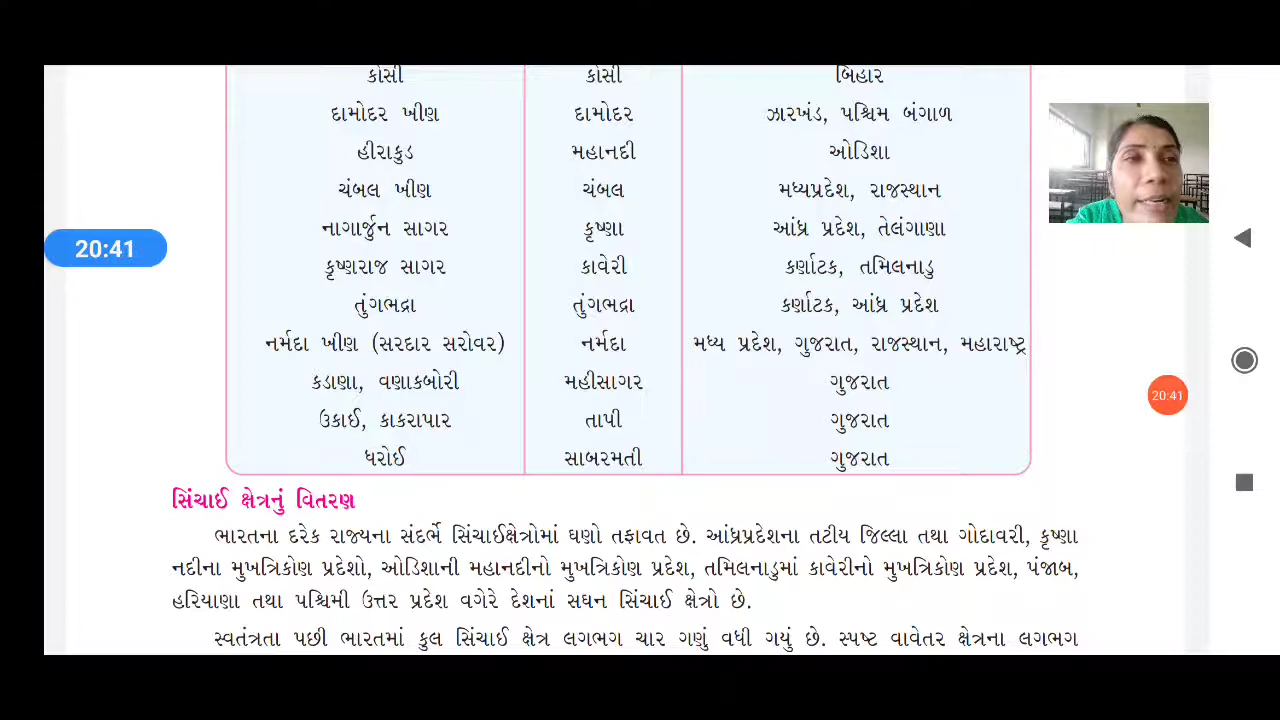 કોસી કોસી બિહાર
દામોદર ખીણ દામોદર ઝારખંડ, પશ્ચિમ બંગાળ
હીરાકુડ મહાનદી ઓડિશા
ચંબલ ખીણ ચંબલ મધ્યપ્રદેશ, રાજસ્થાન
નાગાર્જુન સાગર કૃષ્ણા આંધ્ર પ્રદેશ, તેલંગાણા
20:41
કૃષ્ણરાજ સાગર કાવેરી કર્ણાટક, તમિલનાડુ
તુંગભદ્રા તુંગભદ્રા કર્ણાટક, આંધ્ર પ્રદેશ
નર્મદા ખીણ (સરદાર સરોવર) નર્મદા મધ્ય પ્રદેશ, ગુજરાત, રાજસ્થાન, મહારાષ્ટ્ર
કડાણા, વણાકબોરી મહીસાગર ગુજરાત
20:41
ઉકાઈ, કાકરાપાર તાપી ગુજરાત
ધરોઈ સાબરમતી ગુજરાત
સિંચાઈ ક્ષેત્રનું વિતરણ
ભારતના દરેક રાજ્યના સંદર્ભે સિંચાઈક્ષેત્રોમાં ઘણો તફાવત છે. આંધ્રપ્રદેશના તટીય જિલ્લા તથા ગોદાવરી, કૃષ્ણા
નદીના મુખત્રિકોણ પ્રદેશો, ઓડિશાની મહાનદીનો મુખત્રિકોણ પ્રદેશ, તમિલનાડુમાં કાવેરીનો મુખત્રિકોણ પ્રદેશ, પંજાબ,
હરિયાણા તથા પશ્ચિમી ઉત્તર પ્રદેશ વગેરે દેશનાં સઘન સિંચાઈ ક્ષેત્રો છે.
સ્વતંત્રતા પછી ભારતમાં કુલ સિંચાઈ ક્ષેત્ર લગભગ ચાર ગણું વધી ગયું છે. સ્પષ્ટ વાવેતર ક્ષેત્રના લગભગ